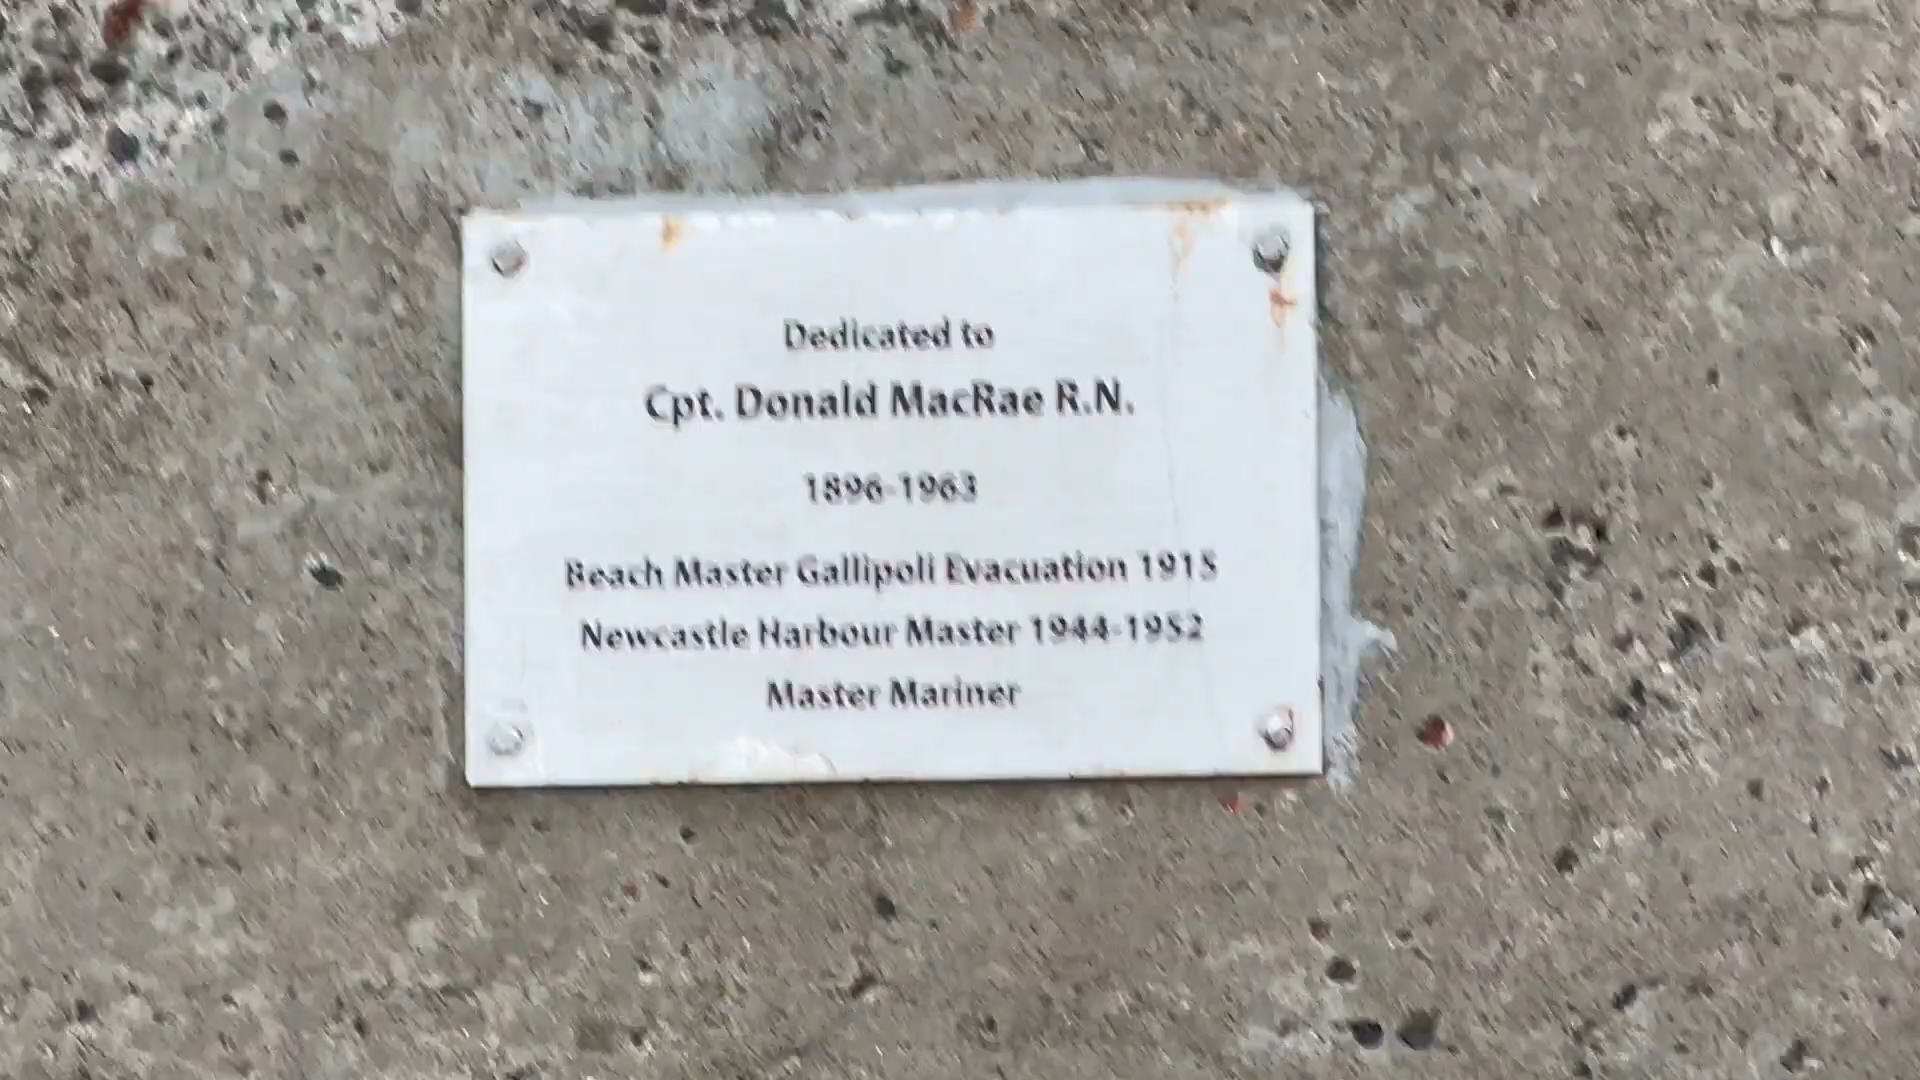 Dedicated to
Cpt. Donald MacRae R.N.
1896-1963
Beach Master Gallipoli Evacuation 1915
Newcastle Harbour Master 1944-1952
Master Mariner